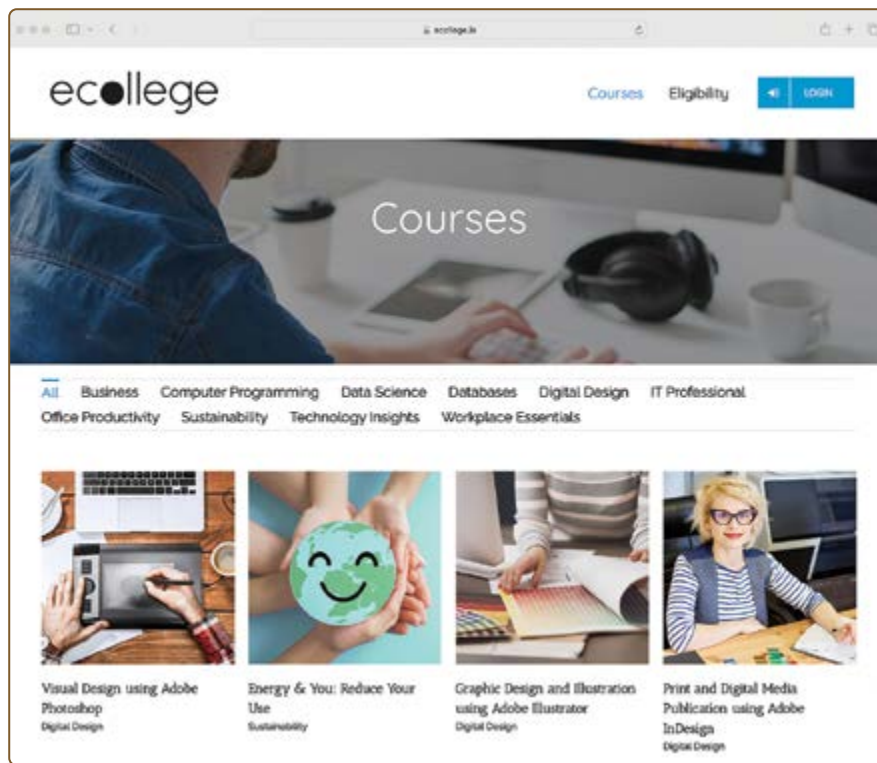 ecollege.ie
ecollege
Courses
Eligibility
LOGIN
Courses
All Business Computer Programming Data Science Databases Digital Design IT Professional
Office Productivity Sustainability Technology Insights Workplace Essentials
Visual Design using Adobe
Photoshop
Digital Design
Energy & You: Reduce Your
Use
Sustainability
Graphic Design and Illustration
using Adobe Illustrator
Digital Design
Print and Digital Media
Publication using Adobe
InDesign
Digital Design